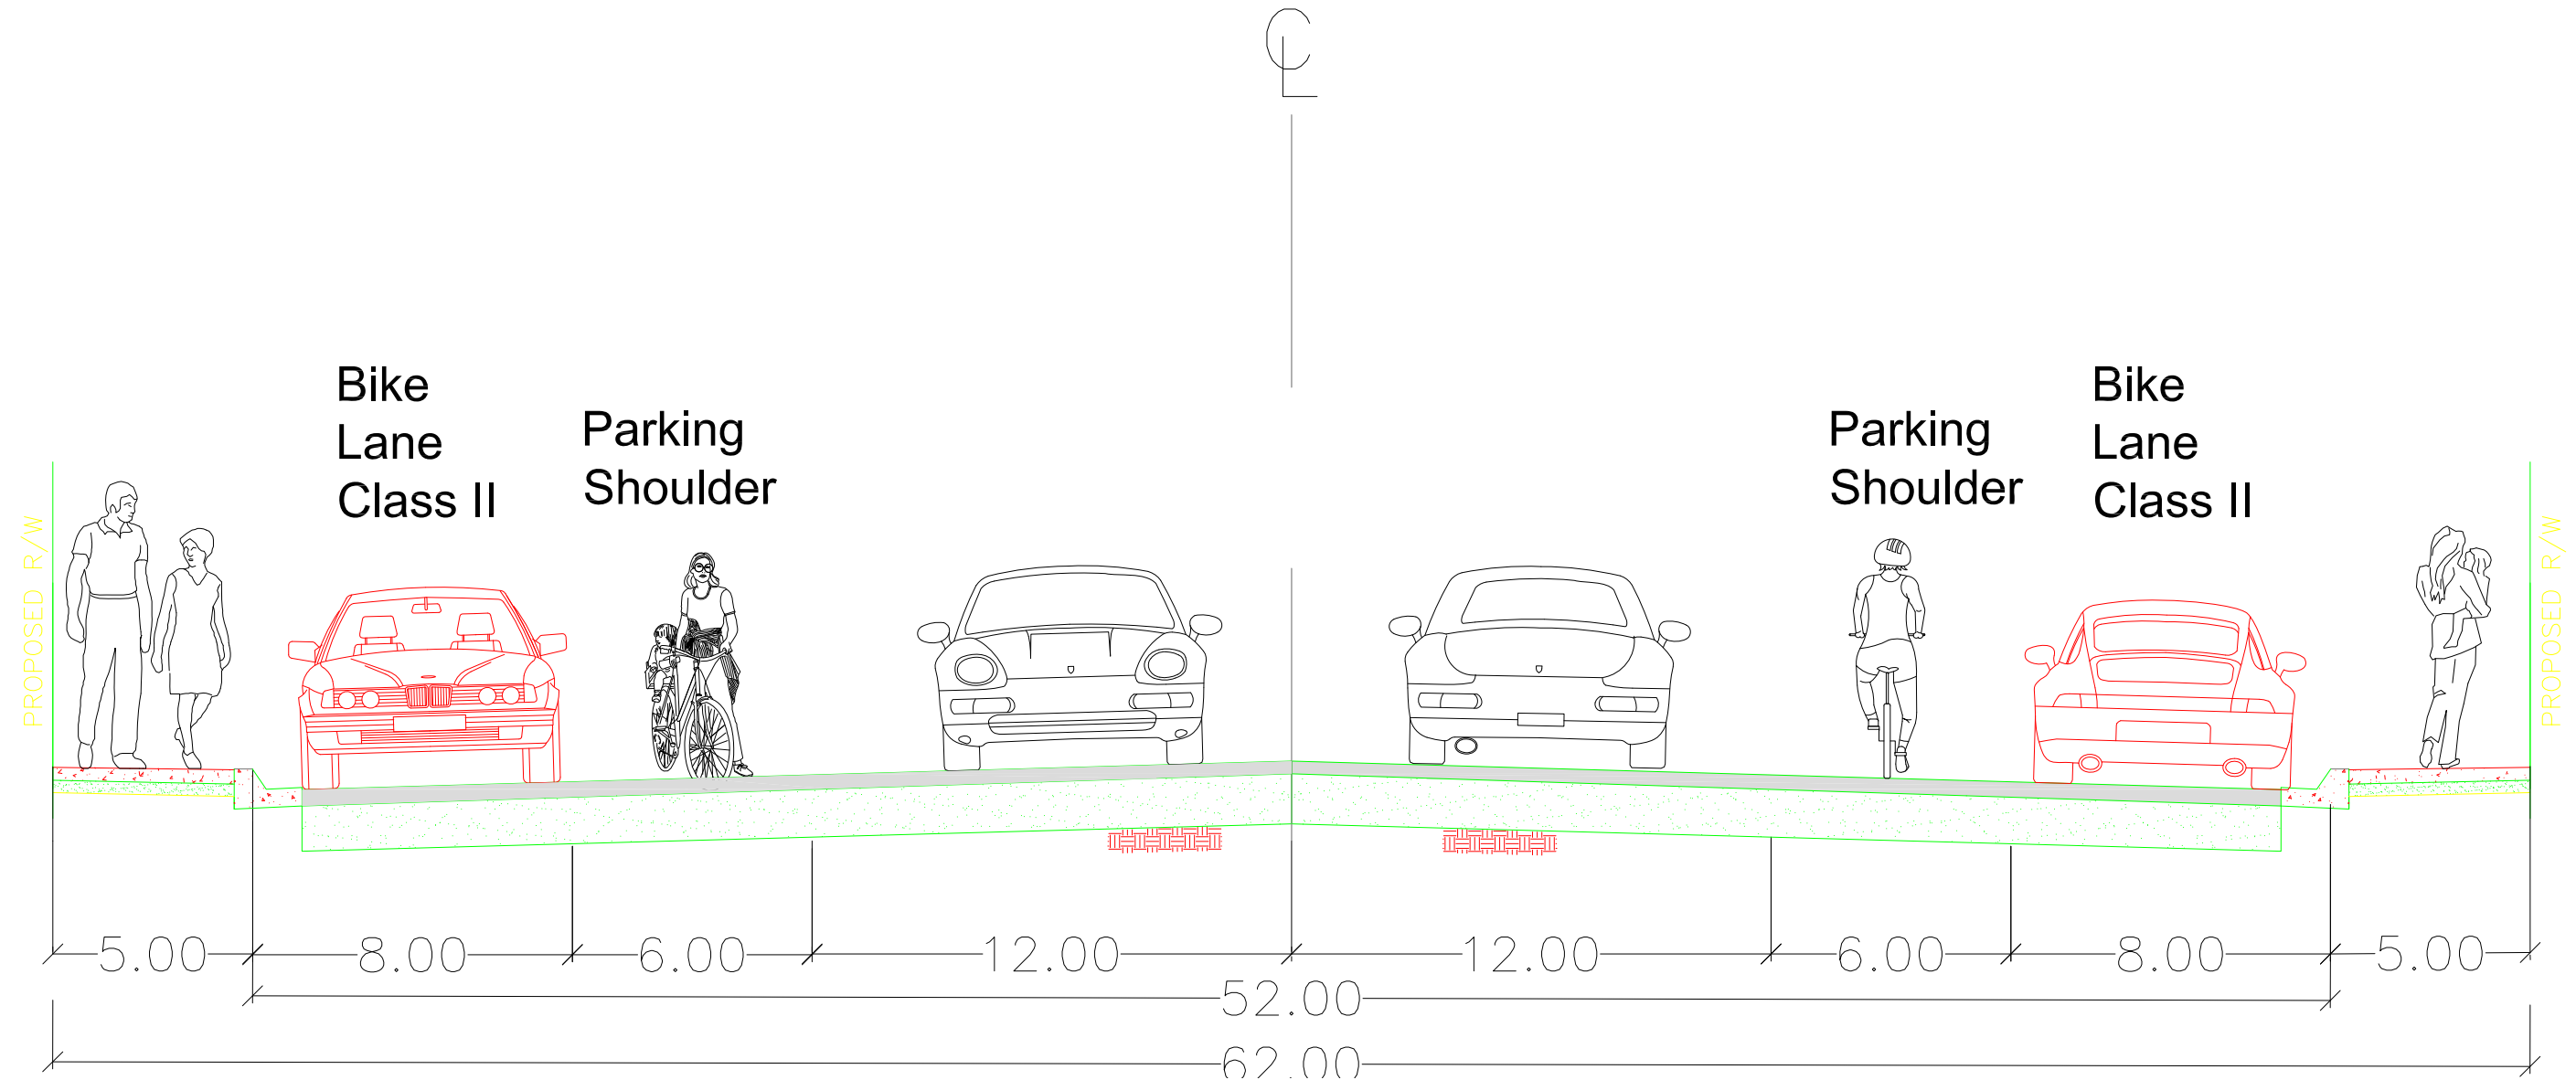 ℄
Bike
Lane
Class II
Parking
Shoulder
Parking
Shoulder
Bike
Lane
Class II
PROPOSED R/W
PROPOSED R/W
5.00
8.00
6.00
12.00
12.00
6.00
8.00
5.00
52.00
62.00